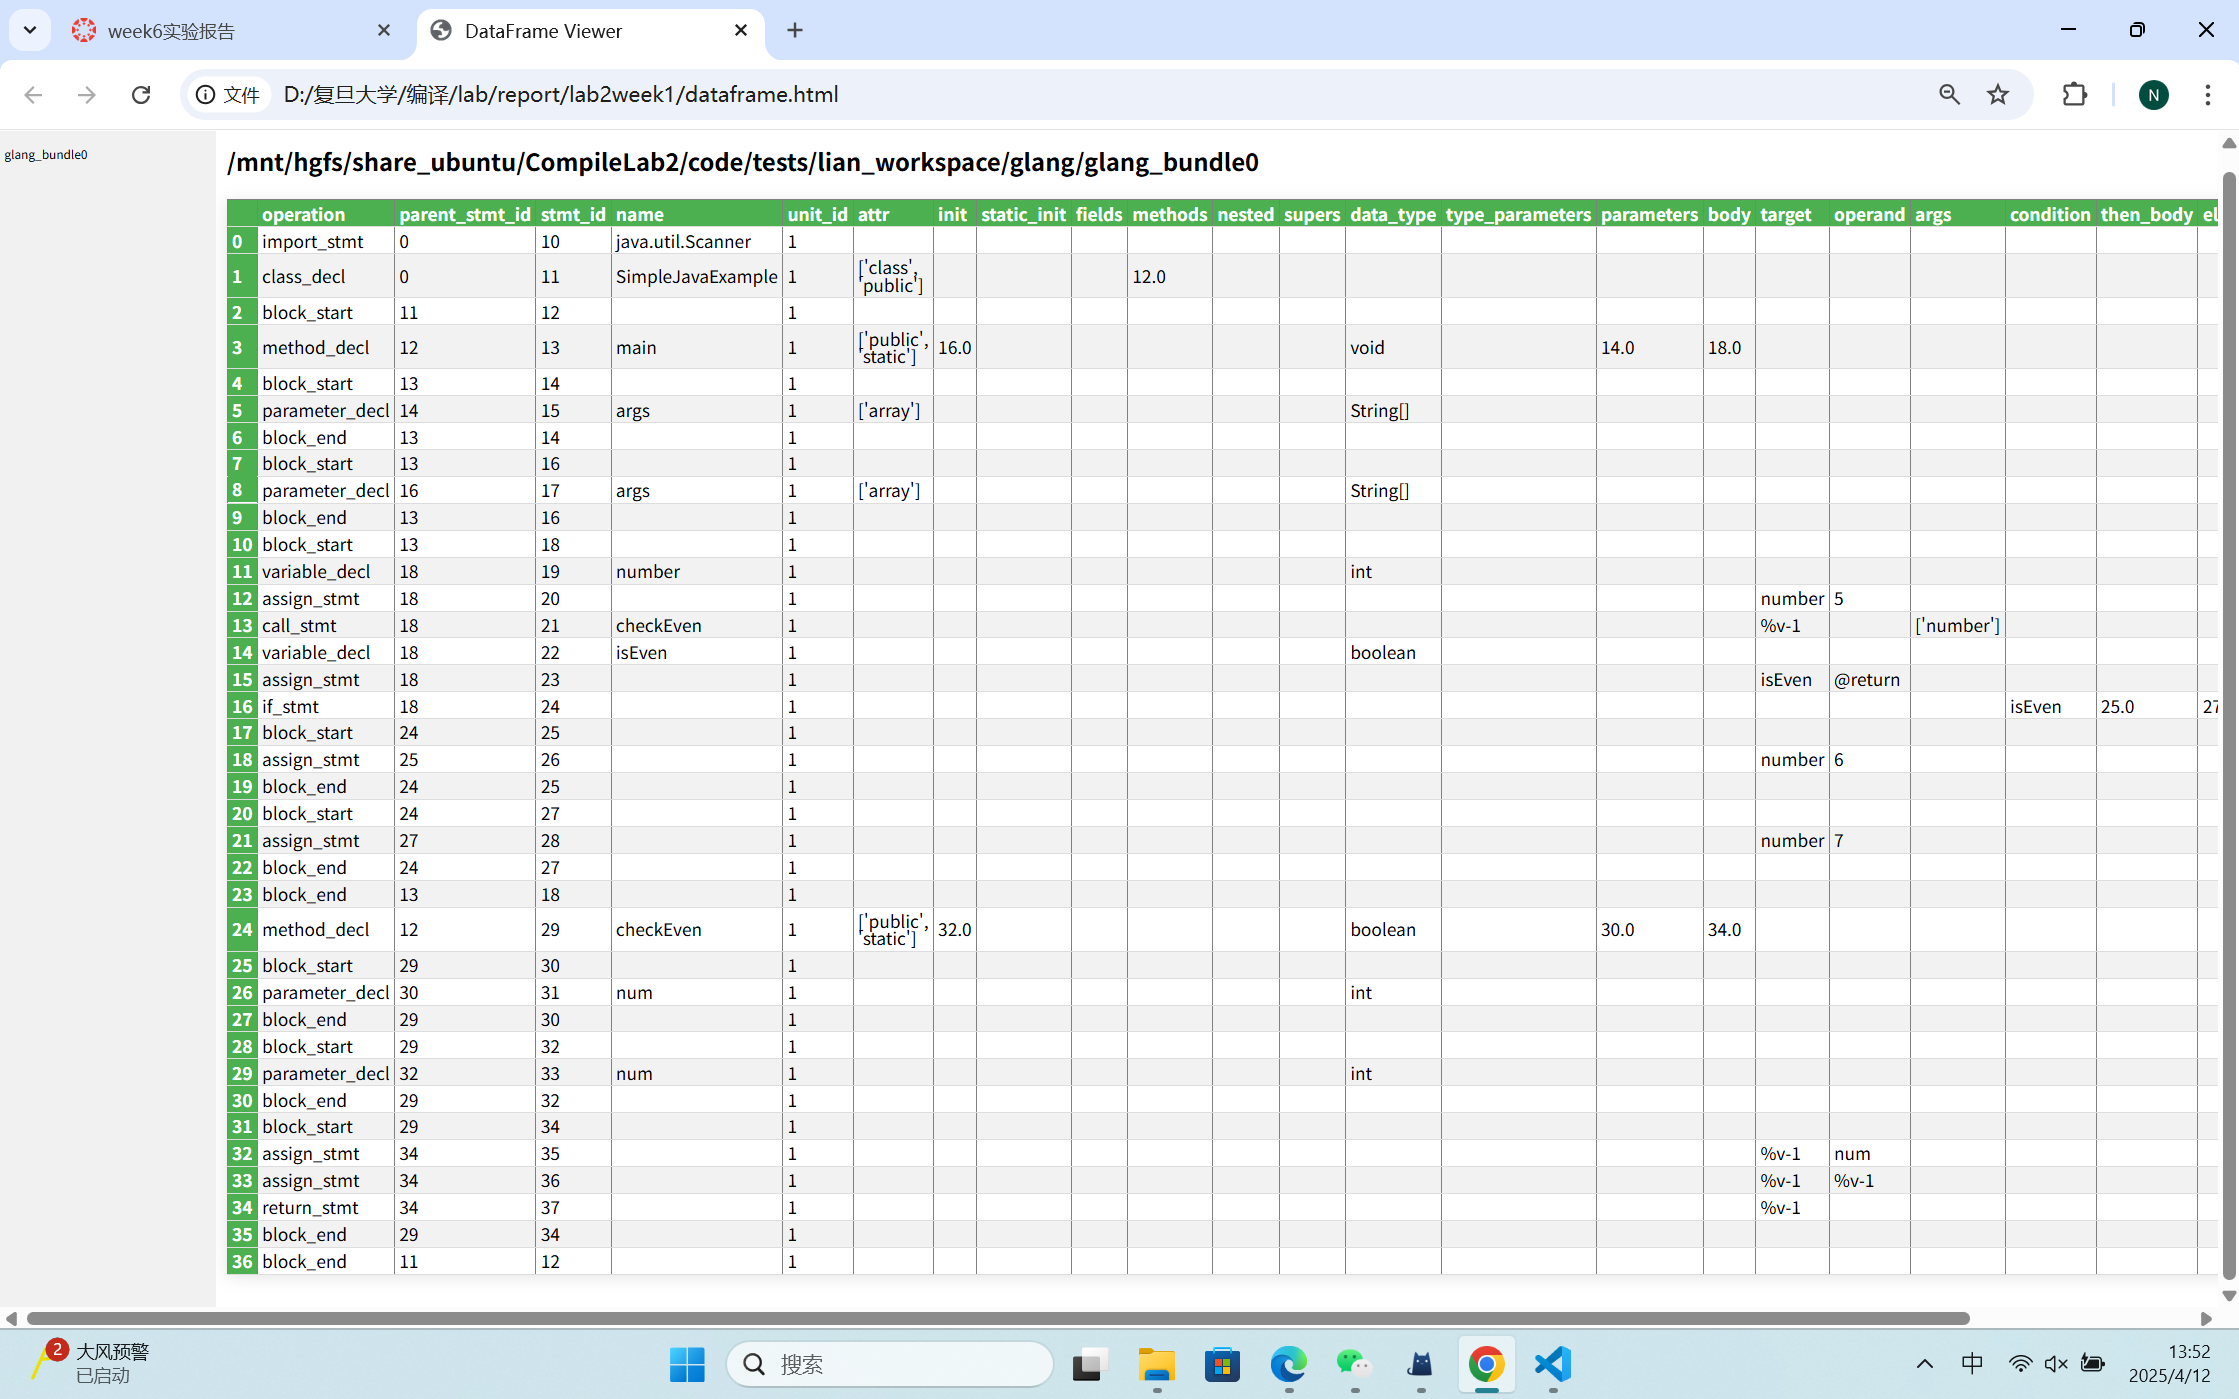 week6实验报告
DataFrame Viewer
文件 D:/复旦大学/编译/lab/report/lab2week1/dataframe.html
N
glang_bundle0
/mnt/hgfs/share_ubuntu/CompileLab2/code/tests/lian_workspace/glang/glang_bundle0
operation parent_stmt_id stmt_id name unit_id attr init static_init fields methods nested supers data_type type_parameters parameters body target operand args condition then_body el
0 import_stmt 0 10 java.util.Scanner 1
1 class_decl 0 11 SimpleJavaExample 1 ['class', 'public'] 12.0
2 block_start 11 12 1
3 method_decl 12 13 main 1 ['public', 'static'] 16.0 void 14.0 18.0
4 block_start 13 14 1
5 parameter_decl 14 15 args 1 ['array'] String[]
6 block_end 13 14 1
7 block_start 13 16 1
8 parameter_decl 16 17 args 1 ['array'] String[]
9 block_end 13 16 1
10 block_start 13 18 1
11 variable_decl 18 19 number 1 int
12 assign_stmt 18 20 1 number 5
13 call_stmt 18 21 checkEven 1 %v-1 ['number']
14 variable_decl 18 22 isEven 1 boolean
15 assign_stmt 18 23 1 isEven @return
16 if_stmt 18 24 1 isEven 25.0 27
17 block_start 24 25 1
18 assign_stmt 25 26 1 number 6
19 block_end 24 25 1
20 block_start 24 27 1
21 assign_stmt 27 28 1 number 7
22 block_end 24 27 1
23 block_end 13 18 1
24 method_decl 12 29 checkEven 1 ['public', 'static'] 32.0 boolean 30.0 34.0
25 block_start 29 30 1
26 parameter_decl 30 31 num 1 int
27 block_end 29 30 1
28 block_start 29 32 1
29 parameter_decl 32 33 num 1 int
30 block_end 29 32 1
31 block_start 29 34 1
32 assign_stmt 34 35 1 %v-1 num
33 assign_stmt 34 36 1 %v-1 %v-1
34 return_stmt 34 37 1 %v-1
35 block_end 29 34 1
36 block_end 11 12 1
2 大风预警
已启动
搜索
中
13:52
2025/4/12